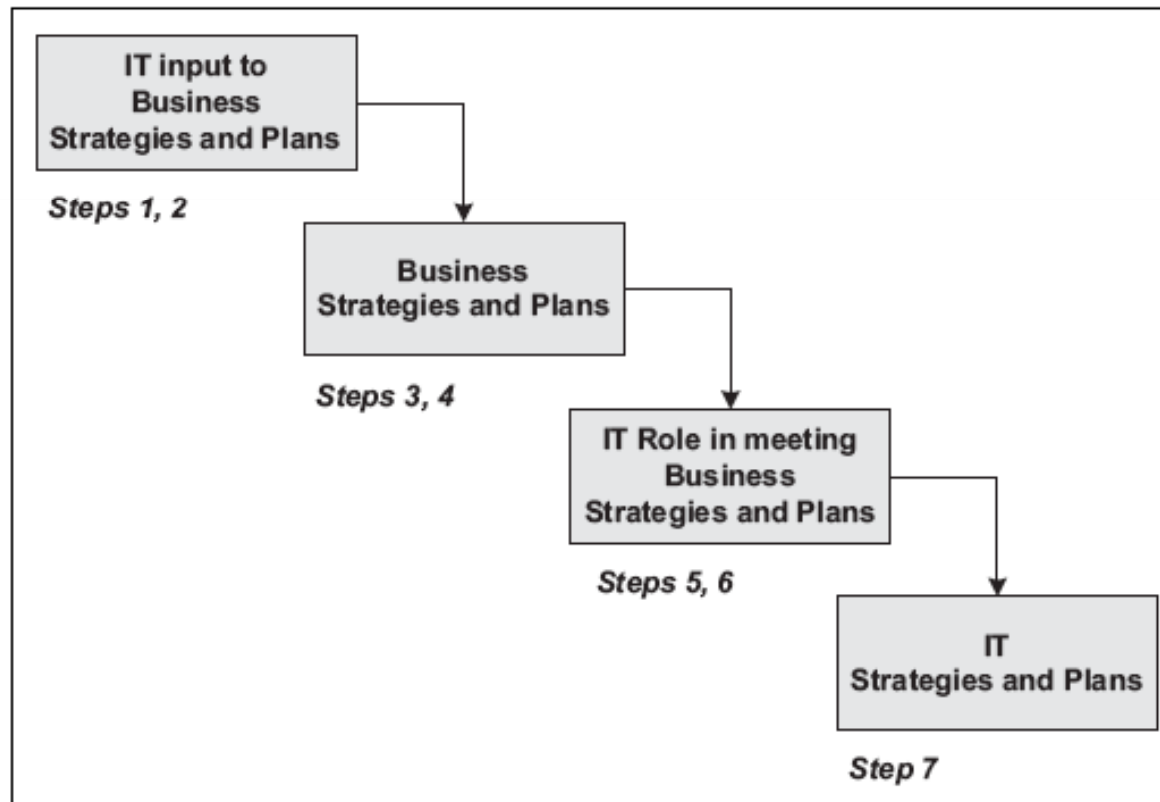 IT input to
Business
Strategies and Plans
Steps 1, 2
Business
Strategies and Plans
Steps 3, 4
IT Role in meeting
Business
Strategies and Plans
Steps 5, 6
IT
Strategies and Plans
Step 7